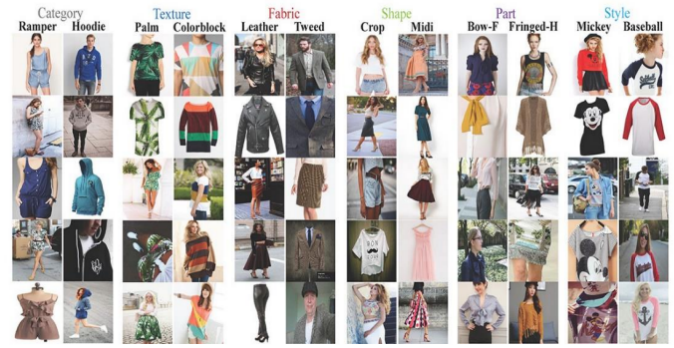 Category Texture Fabric Shape Part Style
Ramper Hoodie Palm Colorblock Leather Tweed Crop Midi Bow-F Fringed-H Mickey Baseball